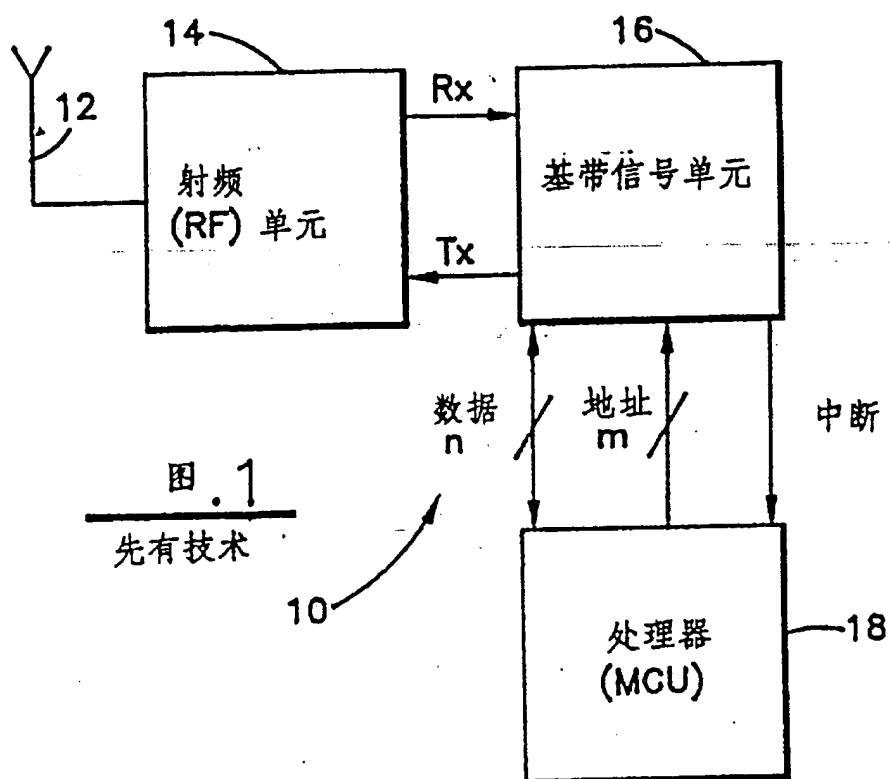 14
16
12
Rx
射频
(RF) 单元
基带信号单元
Tx
数据
n
地址
m
中断
图.1
先有技术
10
处理器
(MCU)
18